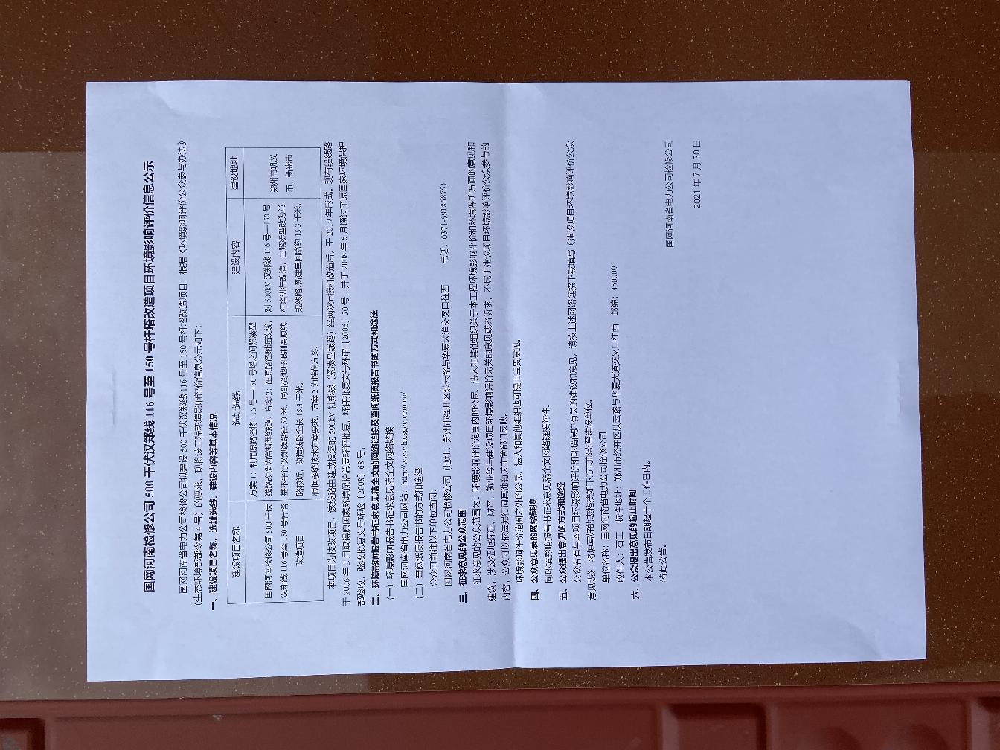 国网河南检修公司 500 千伏汉郑线 116 号至 150 号杆塔改造项目环境影响评价信息公示
国网河南省电力公司检修公司拟建设 500 千伏汉郑线 116 号至 150 号杆塔改造项目，根据《环境影响评价公众参与办法》
（生态环境部令第 4 号）的要求，现将该工程环境影响评价信息公示如下：
一、建设项目名称、选址选线、建设内容等基本情况
建设项目名称 选址选线 建设内容 建设地址
国网河南检修公司 500 千伏
汉郑线 116 号至 150 号杆塔
改造项目
方案 1：利用原路径将 116 号—150 号塔之间紧凑型
线路改造为常规型线路，方案 2：在原路径附近改线，
基本平行汉郑线路径 50 米，局部受地形限制离原线
路较近，改造线路全长 15.3 千米。
根据系统技术方案要求，方案 2 为推荐方案。
对 500kV 汉郑线 116 号—150 号
杆塔进行改造，由紧凑型改为常
规线路，新建单回路约 15.3 千米。
郑州市巩义
市、新密市
本项目为技改项目，该线路由建成投运的 500kV 牡郑线（紧凑型线路）经两次π接和改造后，于 2019 年形成。现有段线路
于 2006 年 2 月取得原国家环境保护总局环评批复，环评批复文号环审［2006］50 号，并于 2008 年 5 月通过了原国家环境保护
部验收，验收批复文号环验［2008］68 号。
二、环境影响报告书征求意见稿全文的网络链接及查阅纸质报告书的方式和途径
（一）环境影响报告书征求意见稿全文网络链接
国网河南省电力公司网站：http://www.ha.sgcc.com.cn/
（二）查阅纸质报告书的方式和途径
公众可前往以下单位查阅：
国网河南省电力公司检修公司（地址：郑州市经开区洪云路与华夏大道交叉口往西 电话：0371-69186875）
三、征求意见的公众范围
征求意见的公众范围为：环境影响评价范围内的公民、法人和其他组织次于本工程环境影响评价和环境保护方面的意见和
建议。涉及征地拆迁、财产、就业等与建设项目环境影响评价无关的意见或者诉求，不属于建设项目环境影响评价公众参与的
内容，公众可以依法另行向其他有关主管部门反映。
环境影响评价范围之外的公民、法人和其他组织也可提出宝贵意见。
四、公众意见表的网络链接
同环境影响报告书征求意见稿全文网络链接附件。
五、公众提出意见的方式和途经
公众若有与本项目环境影响评价和环境保护有关的建议和意见，请按上述网络连接下载填写《建设项目环境影响评价公众
意见表》，将填写好的表格按如下方式邮寄至建设单位。
单位名称：国网河南省电力公司检修公司
收件人：石工 收件地址：郑州市经开区洪云路与华夏大道交叉口往西 邮编：450000
六、公众提出意见的起止时间
本公告发布日期起十个工作日内。
特此公告。
国网河南省电力公司检修公司
2021 年 7 月 30 日